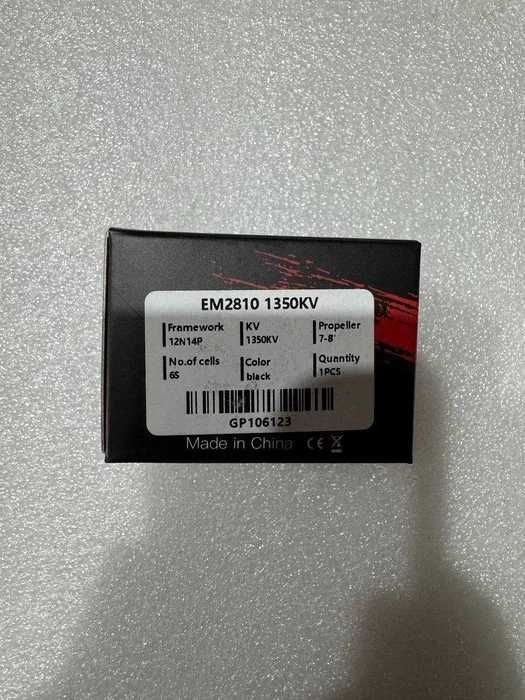 EM2810 1350KV
Framework KV Propeller
12N14P 1350KV 7-8"
No.of cells Color Quantity
6S black 1PCS
GP106123
Made in China CE